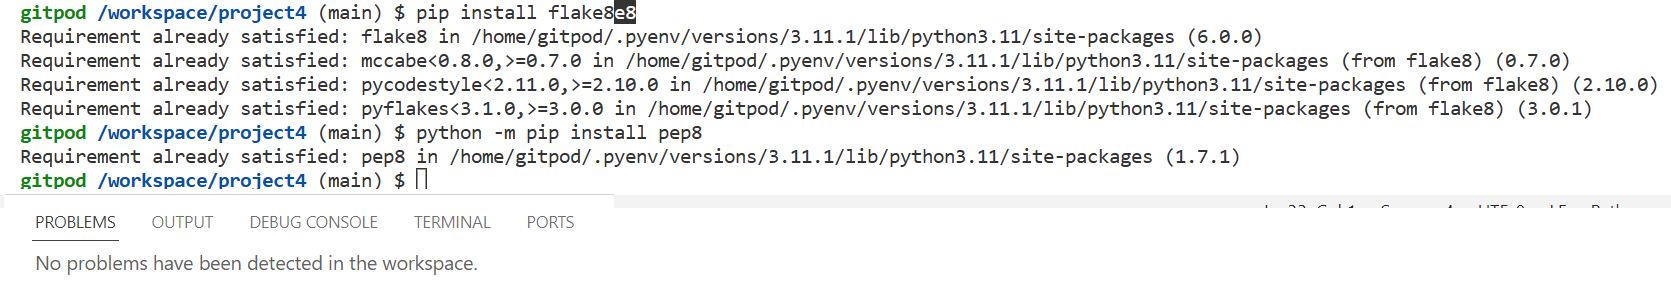 gitpod /workspace/project4 (main) $ pip install flake8e8
Requirement already satisfied: flake8 in /home/gitpod/.pyenv/versions/3.11.1/lib/python3.11/site-packages (6.0.0)
Requirement already satisfied: mccabe<0.8.0,>=0.7.0 in /home/gitpod/.pyenv/versions/3.11.1/lib/python3.11/site-packages (from flake8) (0.7.0)
Requirement already satisfied: pycodestyle<2.11.0,>=2.10.0 in /home/gitpod/.pyenv/versions/3.11.1/lib/python3.11/site-packages (from flake8) (2.10.0)
Requirement already satisfied: pyflakes<3.1.0,>=3.0.0 in /home/gitpod/.pyenv/versions/3.11.1/lib/python3.11/site-packages (from flake8) (3.0.1)
gitpod /workspace/project4 (main) $ python -m pip install pep8
Requirement already satisfied: pep8 in /home/gitpod/.pyenv/versions/3.11.1/lib/python3.11/site-packages (1.7.1)
gitpod /workspace/project4 (main) $
PROBLEMS OUTPUT DEBUG CONSOLE TERMINAL PORTS
No problems have been detected in the workspace.